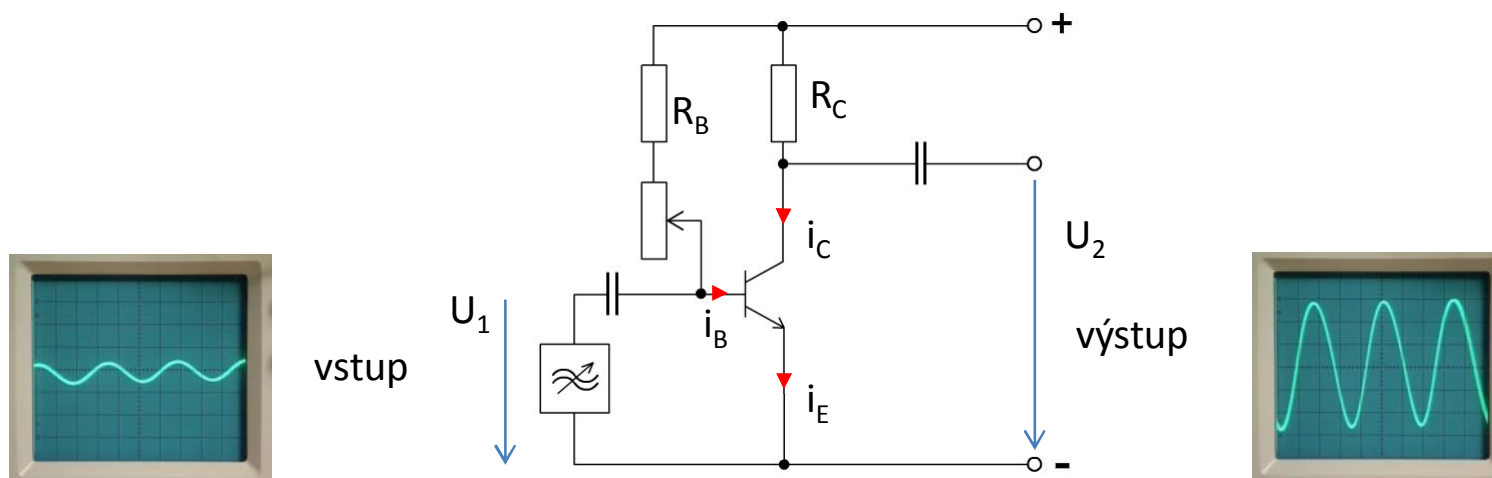 +
R_B
R_C
i_C
U_2
U_1
i_B
vstup
výstup
i_E
-